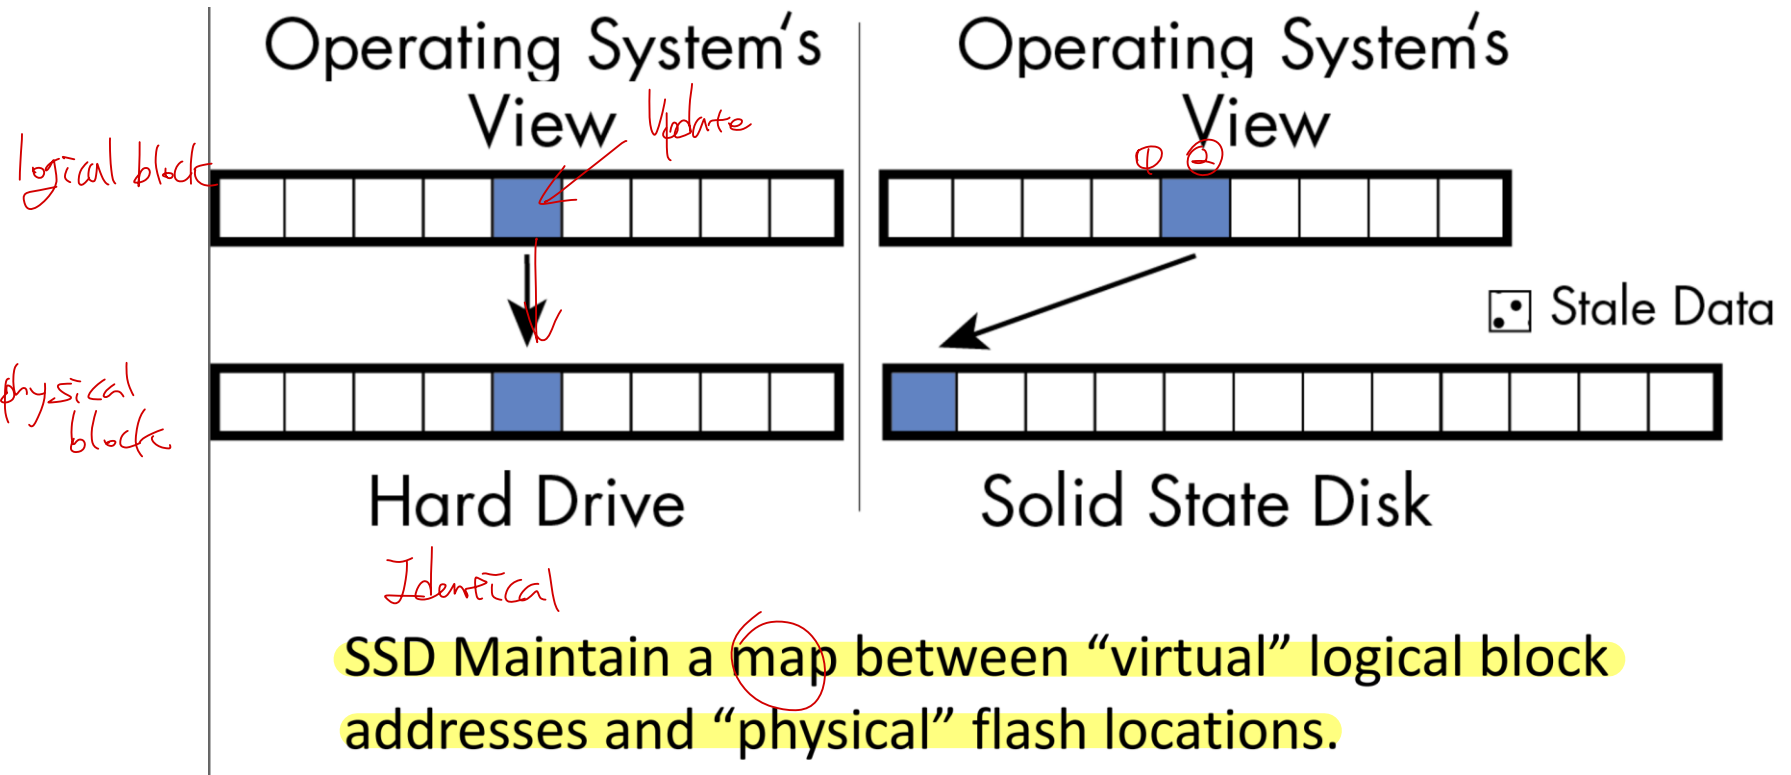 Operating System's
View
Update
logical block
physical
block
Hard Drive
Identical
Operating System's
View
① ②
Stale Data
Solid State Disk
SSD Maintain a map between “virtual” logical block
addresses and “physical” flash locations.